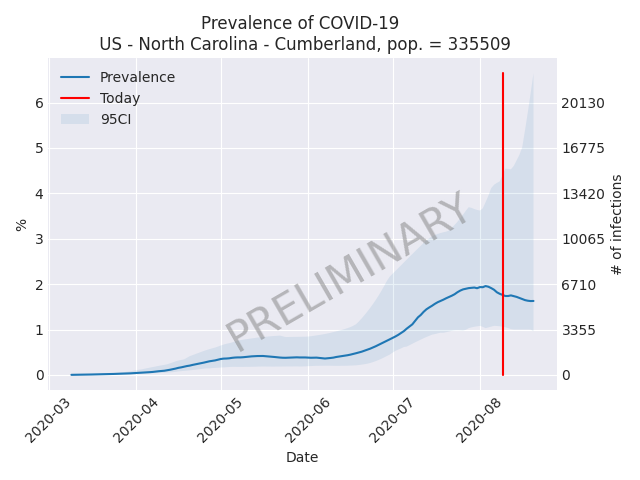 Prevalence of COVID-19
US - North Carolina - Cumberland, pop. = 335509
Prevalence
Today
95CI
6
5
4
3
2
1
0
%
20130
16775
13420
10065
6710
3355
0
# of infections
PRELIMINARY
2020-03
2020-04
2020-05
2020-06
2020-07
2020-08
Date